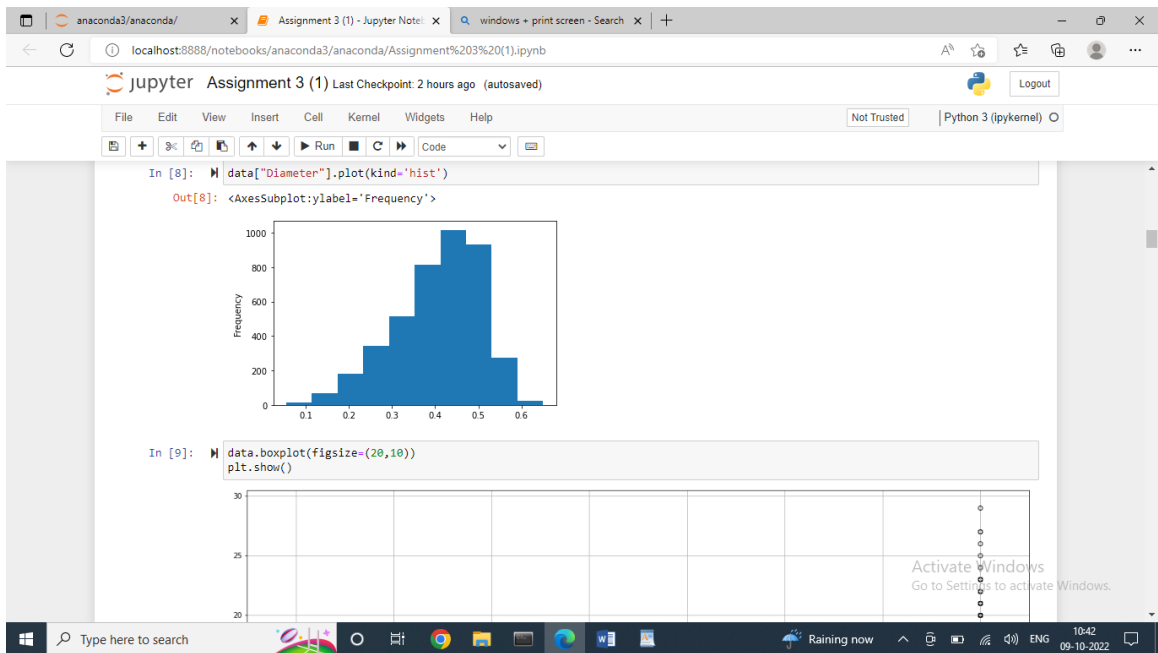 anaconda3/anaconda/
Assignment 3 (1) - Jupyter Noteb
windows + print screen - Search
localhost:8888/notebooks/anaconda3/anaconda/Assignment%203%20(1).ipynb
jupyter Assignment 3 (1) Last Checkpoint: 2 hours ago (autosaved)
Logout
File Edit View Insert Cell Kernel Widgets Help
Not Trusted
Python 3 (ipykernel)
Run
Code
In [8]: data["Diameter"].plot(kind='hist')
Out[8]: <AxesSubplot:ylabel='Frequency'>
1000
800
600
400
200
0
Frequency
0.1 0.2 0.3 0.4 0.5 0.6
In [9]: data.boxplot(figsize=(20,10))
plt.show()
30
25
20
Activate Windows
Go to Settings to activate Windows.
Type here to search
Raining now
ENG
10:42
09-10-2022